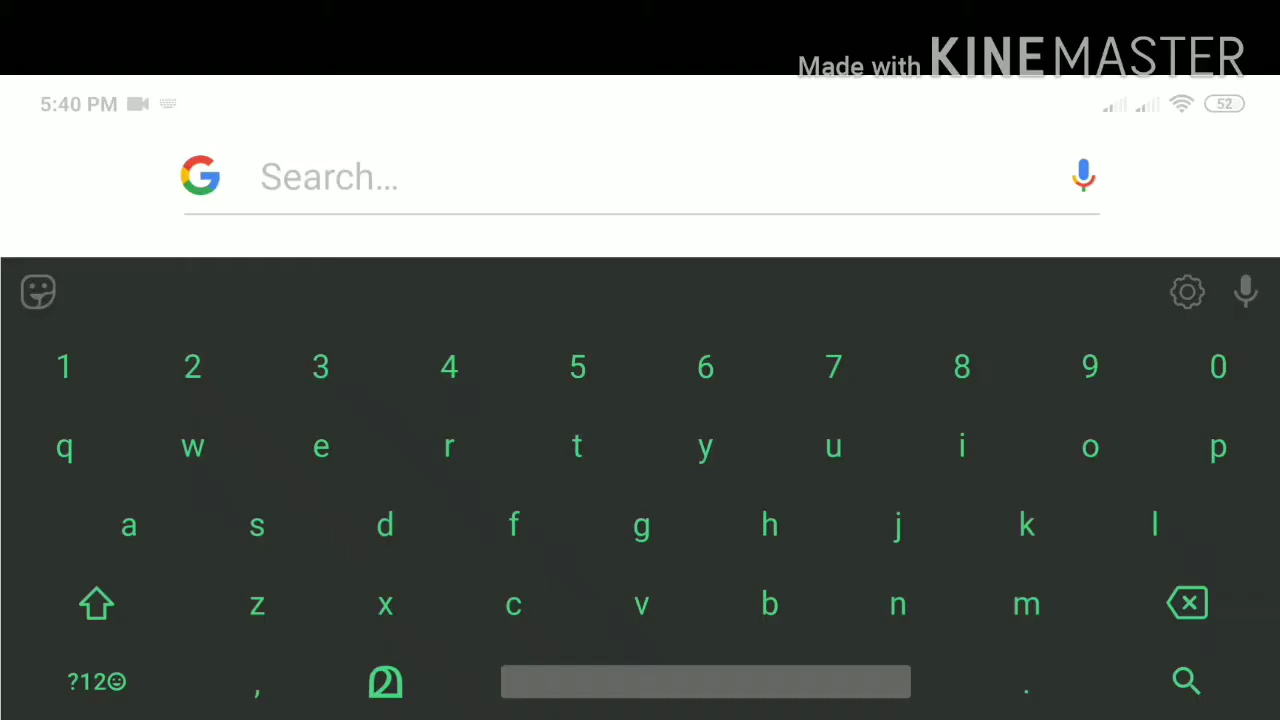 Made with KINEMASTER
5:40 PM 52
G Search...
1 2 3 4 5 6 7 8 9 0
q w e r t y u i o p
a s d f g h j k l
z x c v b n m
?12☺ , മ .